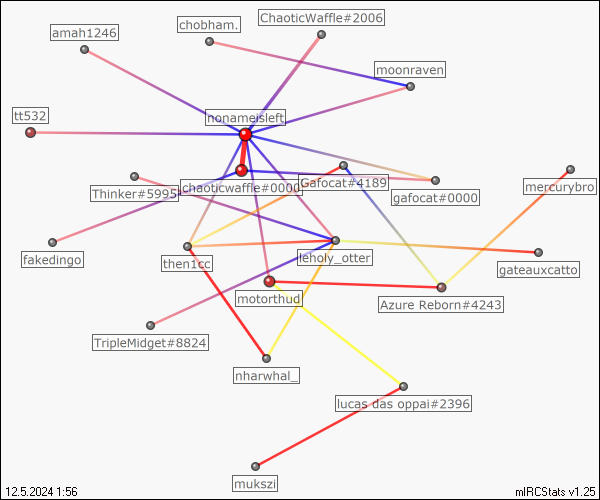 ChaoticWaffle#2006
chobham.
amah1246
moonraven
tt532
nonameisleft
Thinker#5995
chaoticwaffle#0000
Gafocat#4189
gafocat#0000
mercurybro
fakedingo
then1cc
leholy_otter
gateauxcatto
motorthud
Azure Reborn#4243
TripleMidget#8824
nharwhal_
lucas das oppai#2396
mukszi
12.5.2024 1:56
mIRCStats v1.25